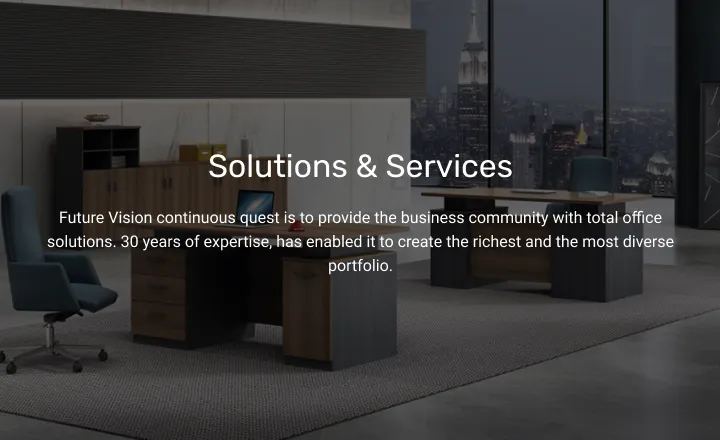 Solutions & Services
Future Vision continuous quest is to provide the business community with total office
solutions. 30 years of expertise, has enabled it to create the richest and the most diverse
portfolio.